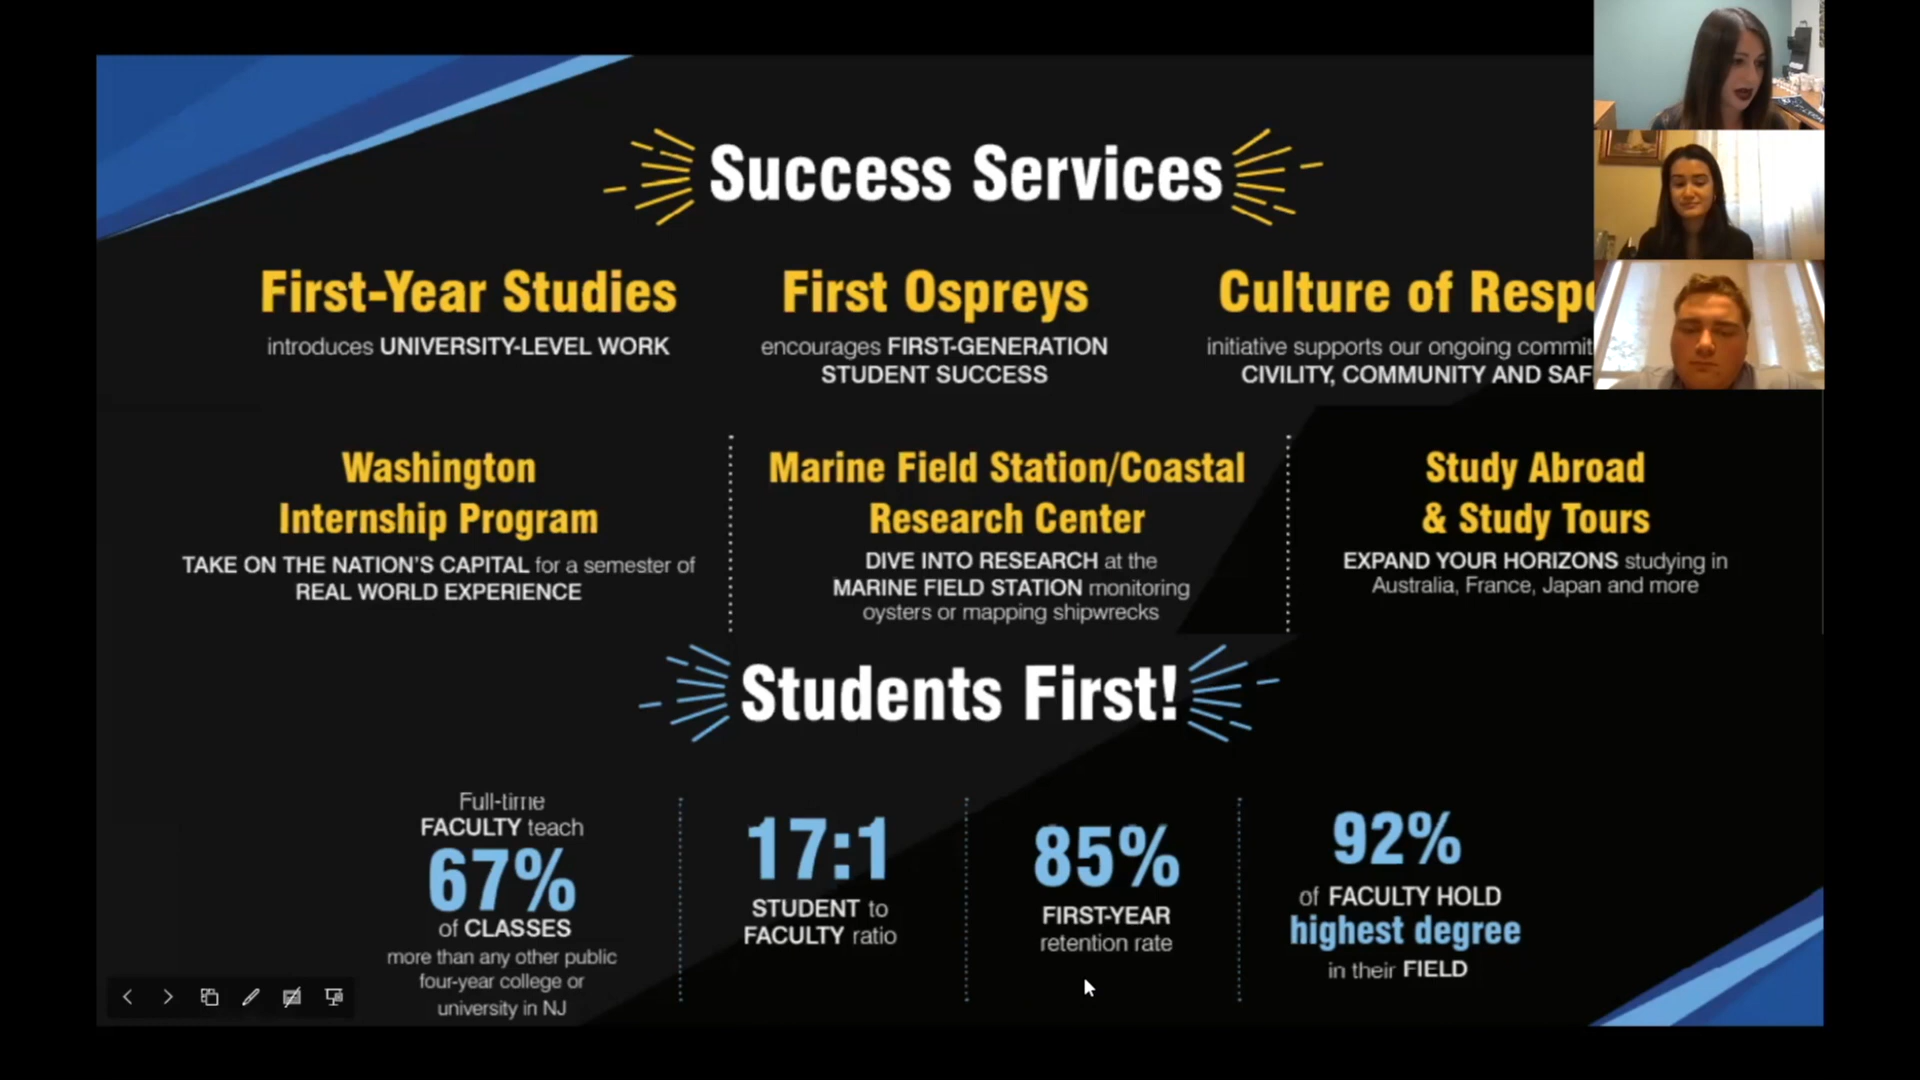 Success Services
First-Year Studies
introduces UNIVERSITY-LEVEL WORK
First Ospreys
encourages FIRST-GENERATION
STUDENT SUCCESS
Culture of Respe
initiative supports our ongoing commit
CIVILITY, COMMUNITY AND SAF
Washington
Internship Program
TAKE ON THE NATION'S CAPITAL for a semester of
REAL WORLD EXPERIENCE
Marine Field Station/Coastal
Research Center
DIVE INTO RESEARCH at the
MARINE FIELD STATION monitoring
oysters or mapping shipwrecks
Study Abroad
& Study Tours
EXPAND YOUR HORIZONS studying in
Australia, France, Japan and more
Students First!
Full-time
FACULTY teach
67%
of CLASSES
more than any other public
four-year college or
university in NJ
17:1
STUDENT to
FACULTY ratio
85%
FIRST-YEAR
retention rate
92%
of FACULTY HOLD
highest degree
in their FIELD